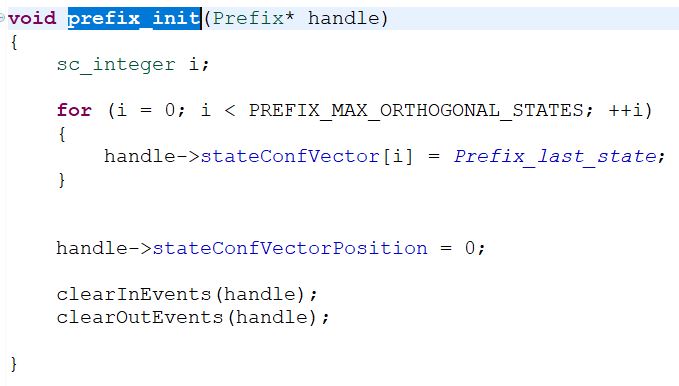 void prefix_init(Prefix* handle)
{
    sc_integer i;
    for (i = 0; i < PREFIX_MAX_ORTHOGONAL_STATES; ++i)
    {
        handle->stateConfVector[i] = Prefix_last_state;
    }
    handle->stateConfVectorPosition = 0;
    clearInEvents(handle);
    clearOutEvents(handle);
}